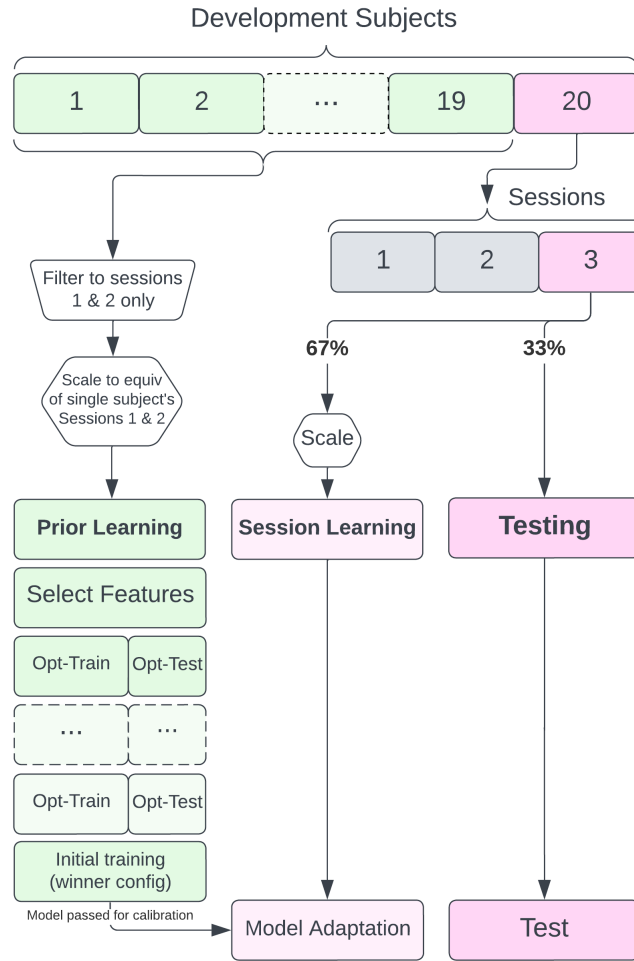 Development Subjects
1 2 ... 19 20
Sessions
1 2 3
Filter to sessions
1 & 2 only
67% 33%
Scale to equiv
of single subject's
Sessions 1 & 2
Scale
Prior Learning
Session Learning
Testing
Select Features
Opt-Train Opt-Test
... ...
Opt-Train Opt-Test
Initial training
(winner config)
Model passed for calibration
Model Adaptation
Test